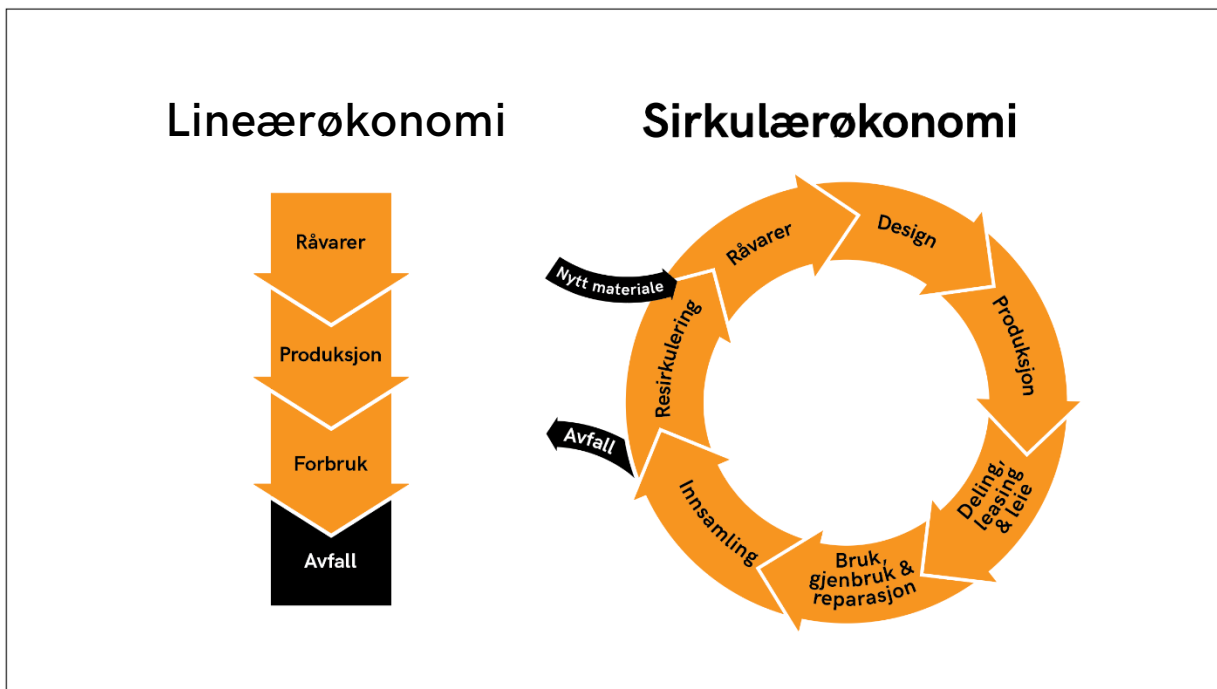 Lineærøkonomi
Råvarer
Produksjon
Forbruk
Avfall
Sirkulærøkonomi
Råvarer
Design
Produksjon
Deling,
leasing
& leie
Bruk,
gjenbruk &
reparasjon
Innsamling
Resirkulering
Nytt materiale
Avfall